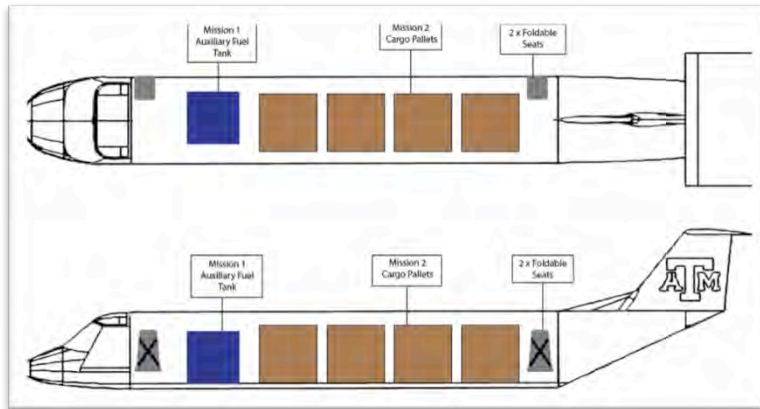 Mission 1
Auxiliary Fuel
Tank
Mission 2
Cargo Pallets
2 x Foldable
Seats
Mission 1
Auxiliary Fuel
Tank
Mission 2
Cargo Pallets
2 x Foldable
Seats
ATM